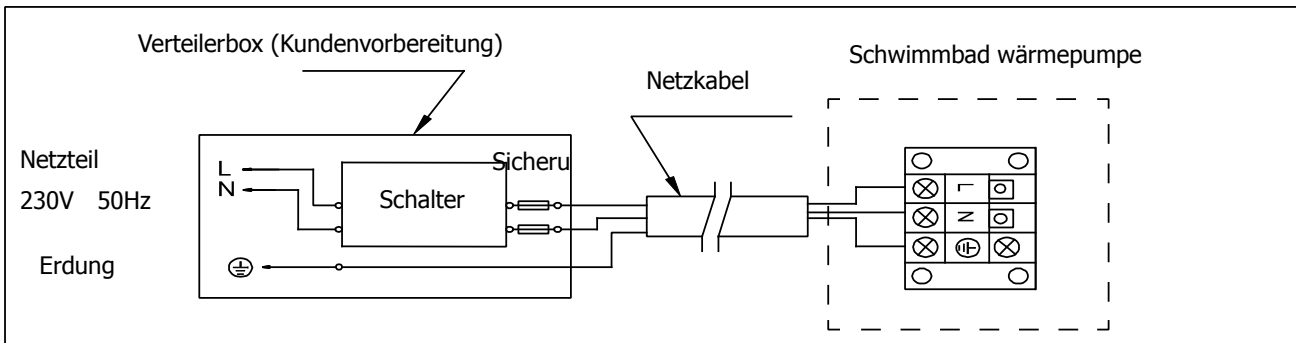 Verteilerbox (Kundenvorbereitung)
Schwimmbad wärmepumpe
Netzkabel
Netzteil
230V 50Hz
Erdung
L
N
Schalter
Sicheru
L
N